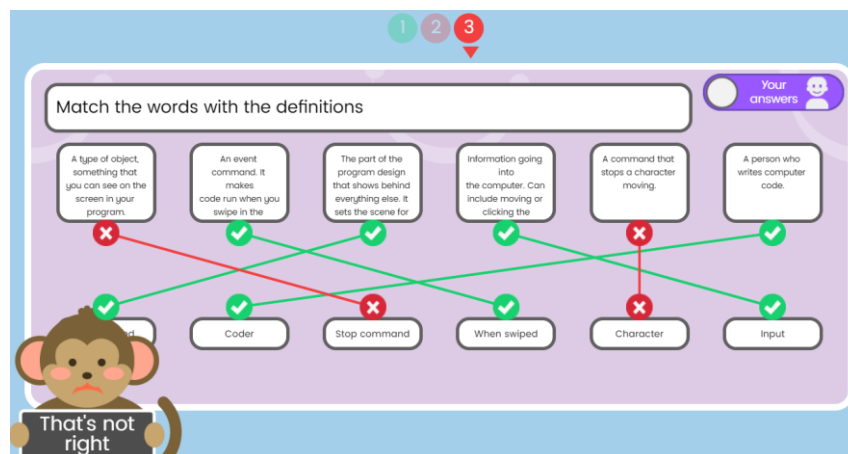 1 2 3
Match the words with the definitions
Your
answers
A type of object,
something that
you can see on the
screen in your
program.
An event
command. It
makes
code run when you
swipe in the
The part of the
program design
that shows behind
everything else. It
sets the scene for
Information going
into
the computer. Can
include moving or
clicking the
A command that
stops a character
moving.
A person who
writes computer
code.
Coder
Stop command
When swiped
Character
Input
That's not
right